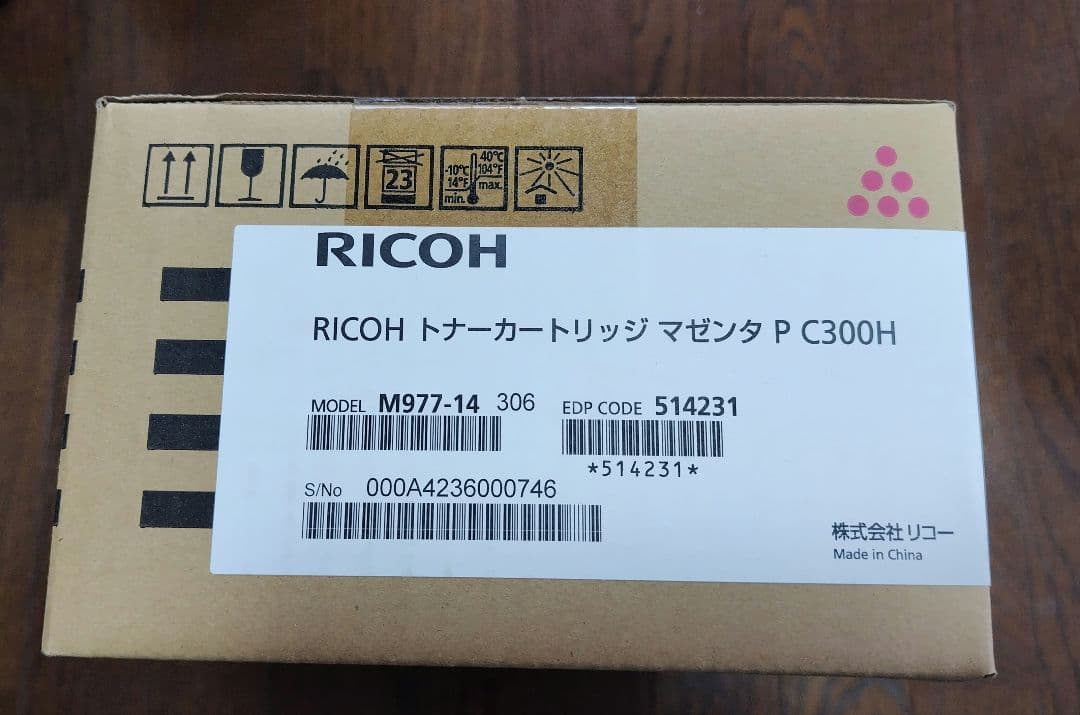 23
-10℃ 40℃
14°F 104°F
min. max.
RICOH
RICOH トナーカートリッジ マゼンタ P C300H
MODEL M977-14 306 EDP CODE 514231
*514231*
S/No 000A4236000746
株式会社リコー
Made in China